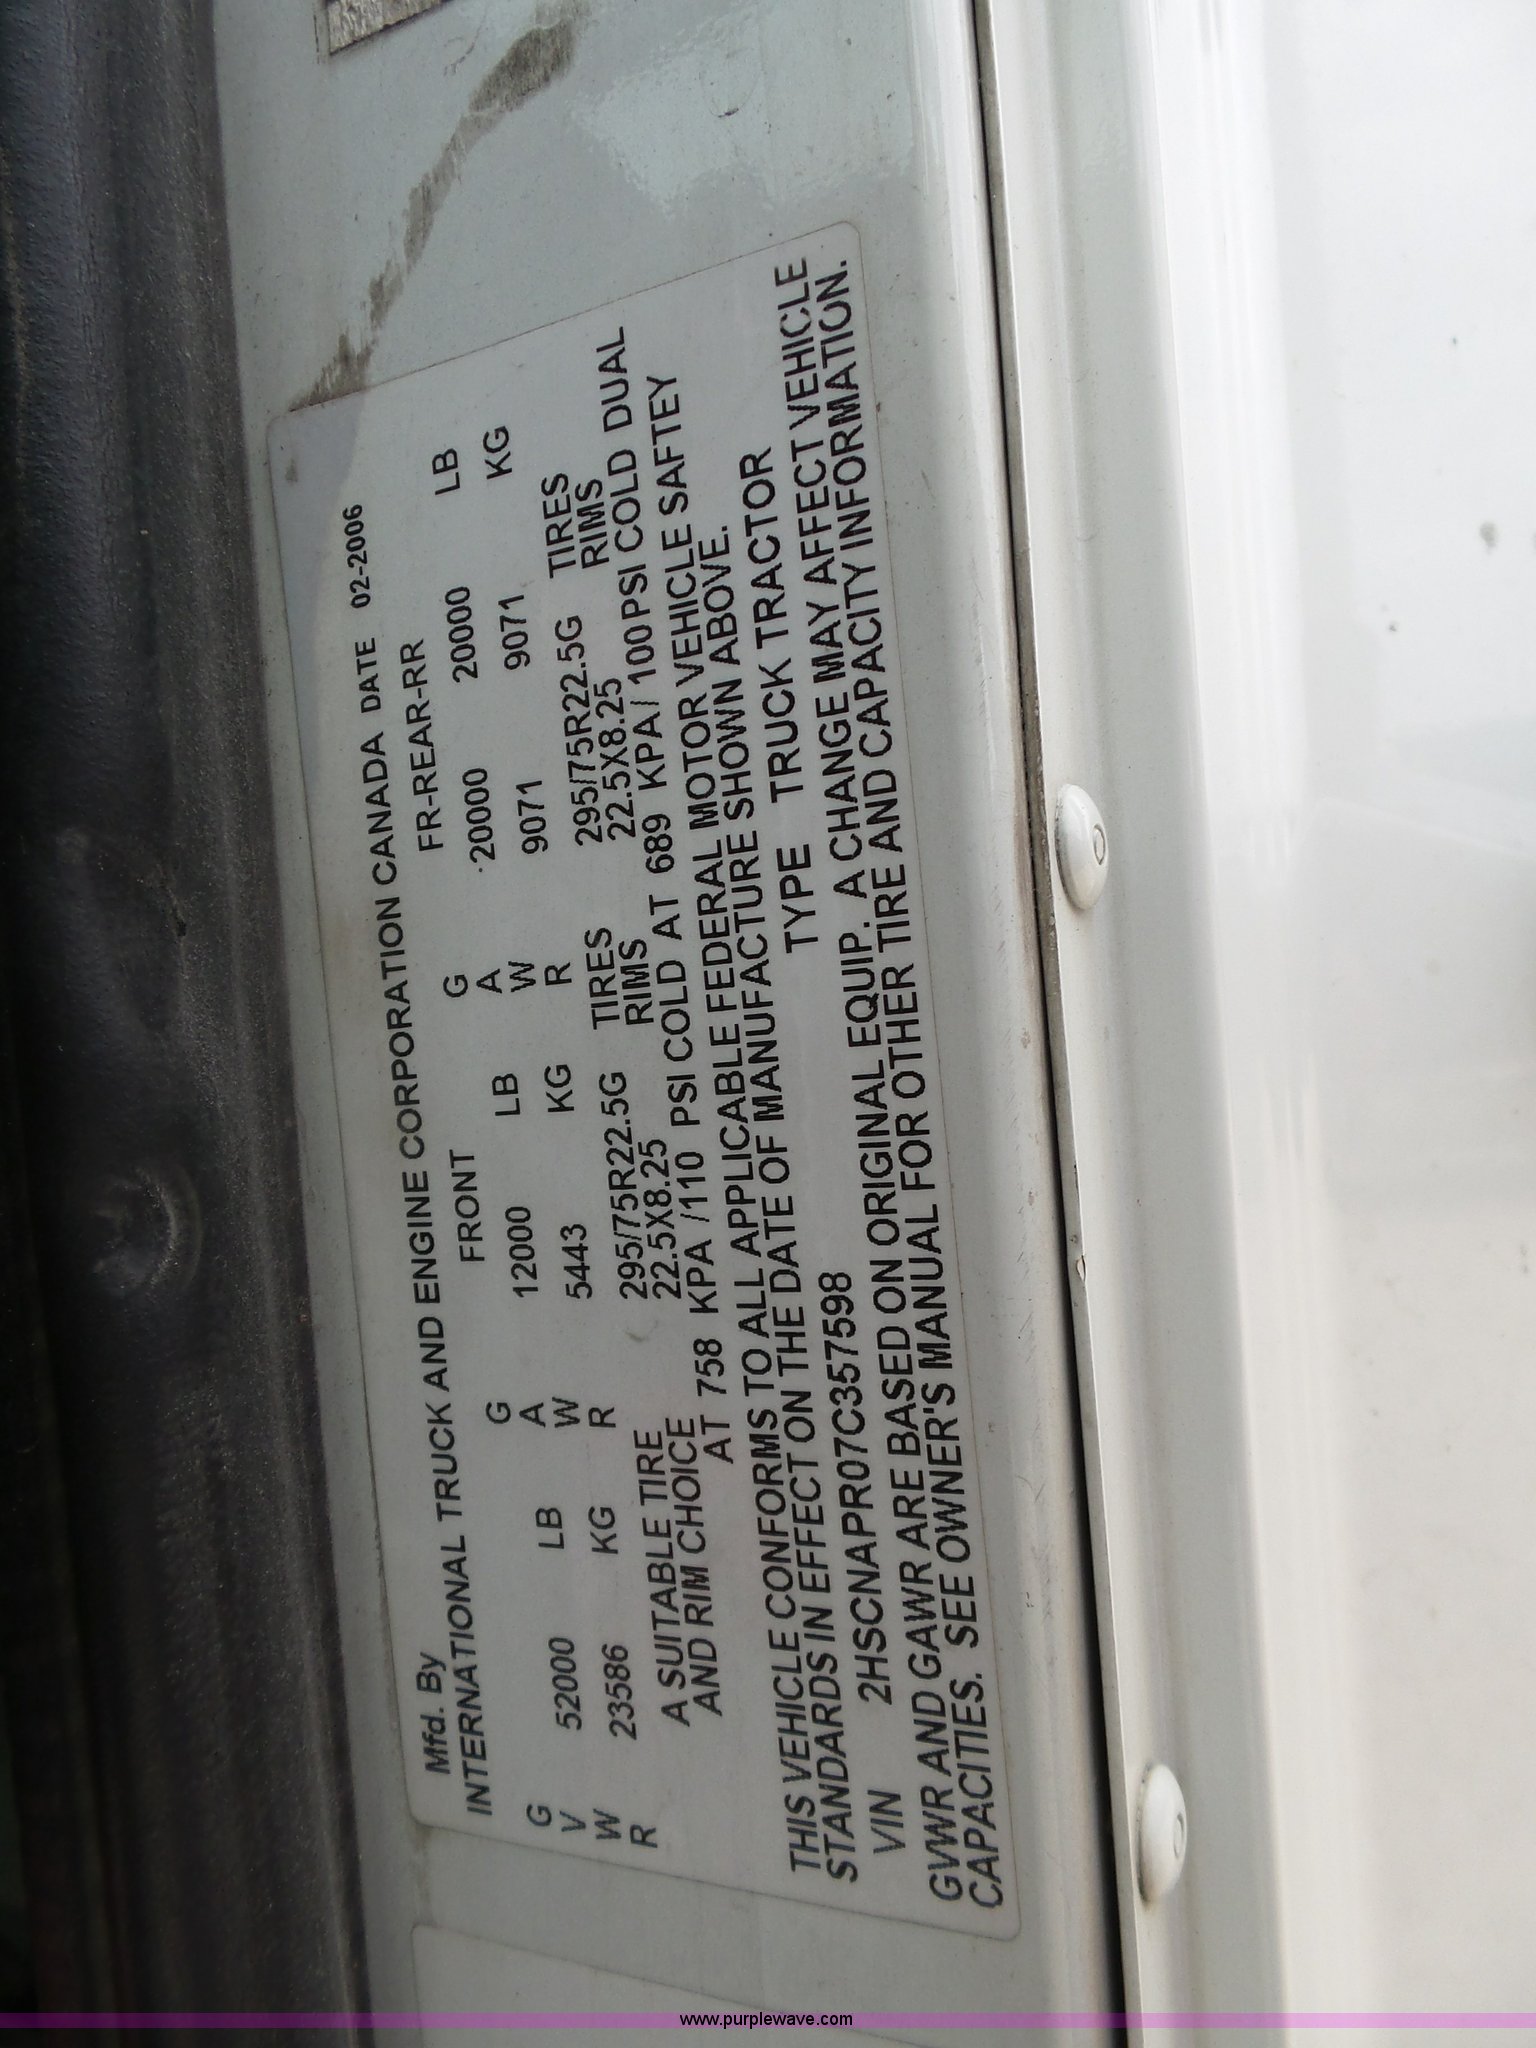 Mfd. By
INTERNATIONAL TRUCK AND ENGINE CORPORATION CANADA DATE 02-2006
FRONT FR-REAR-RR
G V W R 52000 LB G A W R 12000 LB G A W R 20000 20000 LB
23586 KG 5443 KG 9071 9071 KG
A SUITABLE TIRE 295/75R22.5G TIRES 295/75R22.5G TIRES
AND RIM CHOICE 22.5X8.25 RIMS 22.5X8.25 RIMS
AT 758 KPA /110 PSI COLD AT 689 KPA/ 100PSI COLD DUAL
THIS VEHICLE CONFORMS TO ALL APPLICABLE FEDERAL MOTOR VEHICLE SAFTEY
STANDARDS IN EFFECT ON THE DATE OF MANUFACTURE SHOWN ABOVE.
VIN 2HSCNAPR07C357598 TYPE TRUCK TRACTOR
GVWR AND GAWR ARE BASED ON ORIGINAL EQUIP. A CHANGE MAY AFFECT VEHICLE
CAPACITIES. SEE OWNER'S MANUAL FOR OTHER TIRE AND CAPACITY INFORMATION.
www.purplewave.com